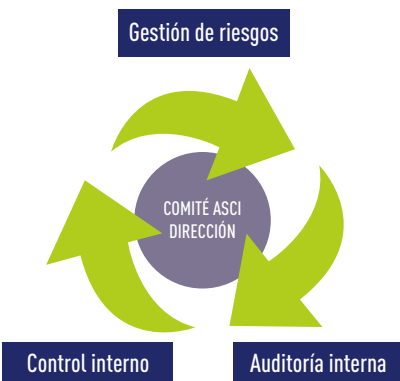 Gestión de riesgos
COMITÉ ASCI
DIRECCIÓN
Control interno
Auditoría interna